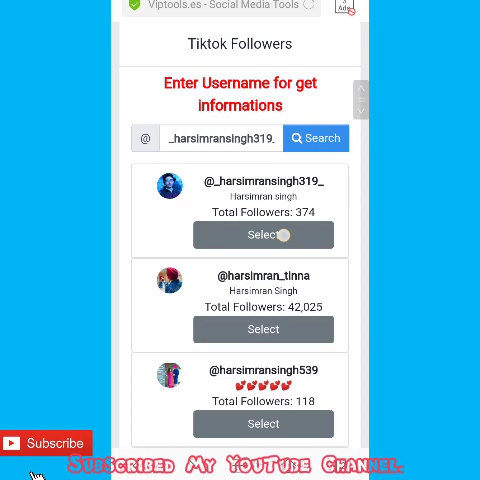 Viptools.es - Social Media Tools
Ads
Tiktok Followers
Enter Username for get
informations
@ _harsimransingh319_ Search
@_harsimransingh319_
Harsimran singh
Total Followers: 374
Select
@harsimran_tinna
Harsimran Singh
Total Followers: 42,025
Select
@harsimransingh539
💕💕💕💕💕
Total Followers: 118
Select
Subscribe
Subscribed My YouTube Channel.